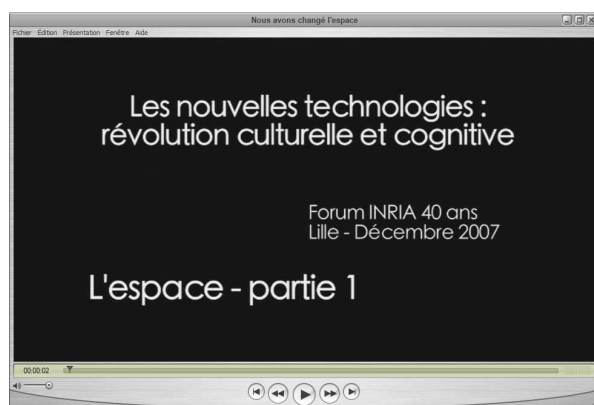 Nous avons changé l'espace
Fichier Édition Présentation Fenêtre Aide
Les nouvelles technologies :
révolution culturelle et cognitive
Forum INRIA 40 ans
Lille - Décembre 2007
L'espace - partie 1
00:00:02